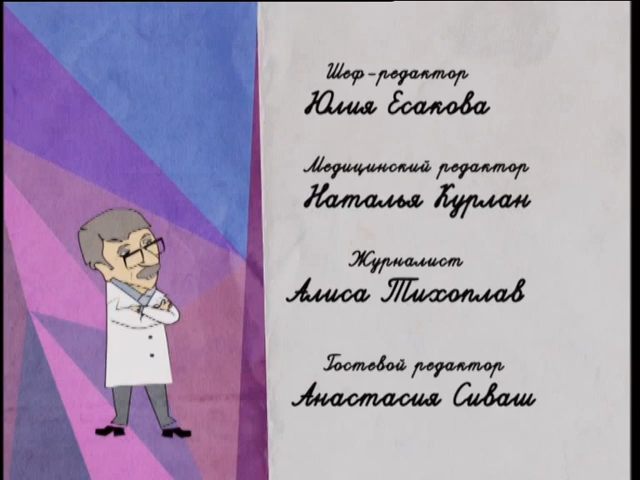 Шеф-редактор
Юлия Есакова
Медицинский редактор
Наталья Курлан
Журналист
Алиса Тихоплав
Гостевой редактор
Анастасия Сиваш